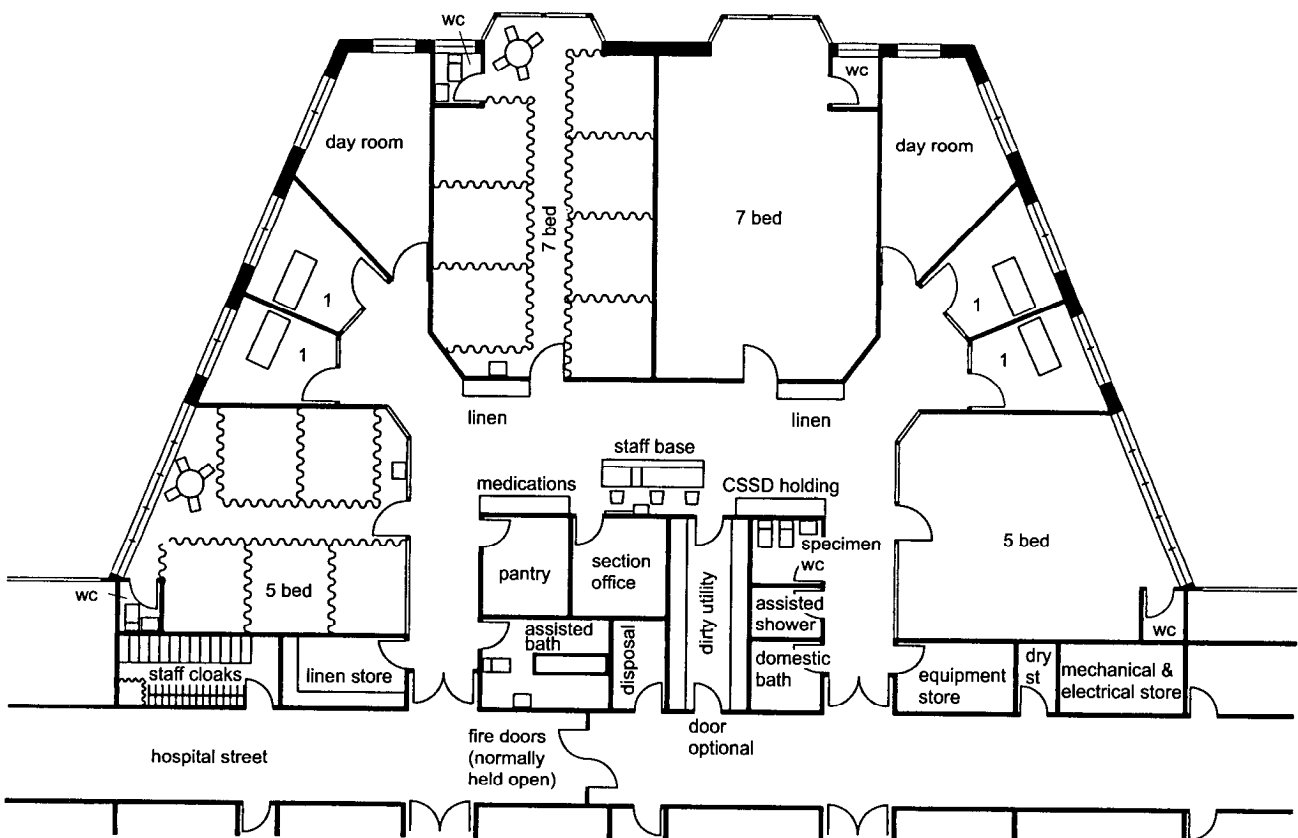 wc
wc
day room
day room
7 bed
7 bed
1
1
1
1
linen
linen
staff base
medications
CSSD holding
specimen
wc
section
office
pantry
5 bed
5 bed
dirty utility
wc
assisted
shower
assisted
bath
disposal
domestic
bath
wc
staff cloaks
linen store
equipment
store
dry
st
mechanical &
electrical store
hospital street
fire doors
(normally
held open)
door
optional